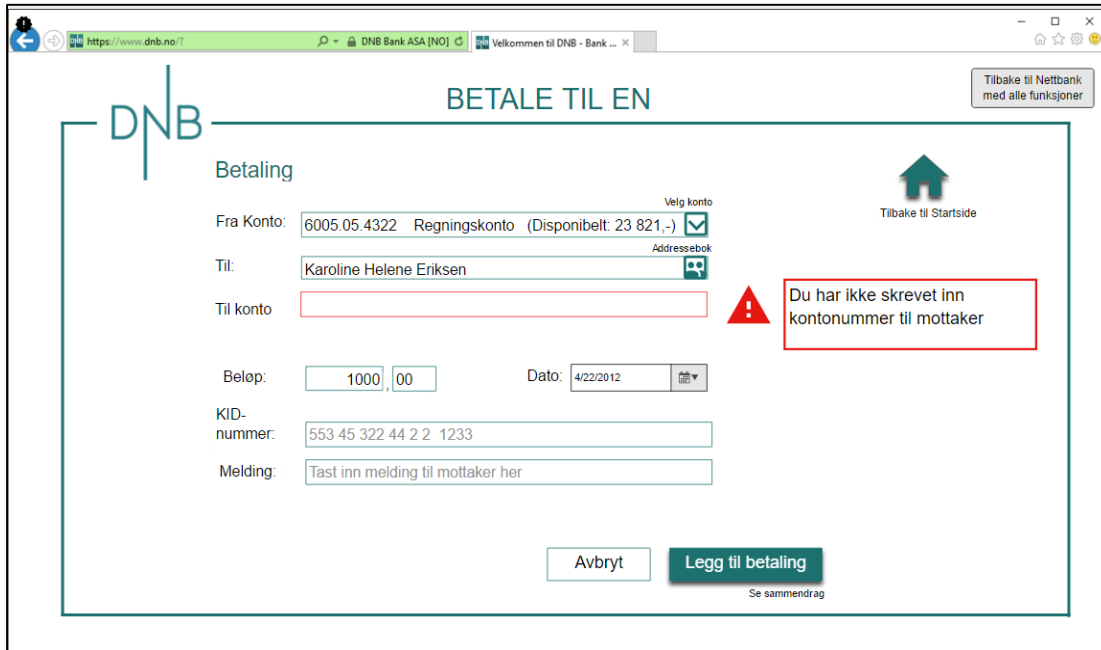 https://www.dnb.no/?
DNB Bank ASA [NO]
DNB Velkommen til DNB - Bank ...
DNB
BETALE TIL EN
Tilbake til Nettbank
med alle funksjoner
Betaling
Tilbake til Startside
Velg konto
Fra Konto: 6005.05.4322 Regningskonto (Disponibelt: 23 821,-)
Addressebok
Til: Karoline Helene Eriksen
Til konto
Du har ikke skrevet inn
kontonummer til mottaker
Beløp: 1000 , 00 Dato: 4/22/2012
KID-
nummer: 553 45 322 44 2 2 1233
Melding: Tast inn melding til mottaker her
Avbryt Legg til betaling
Se sammendrag